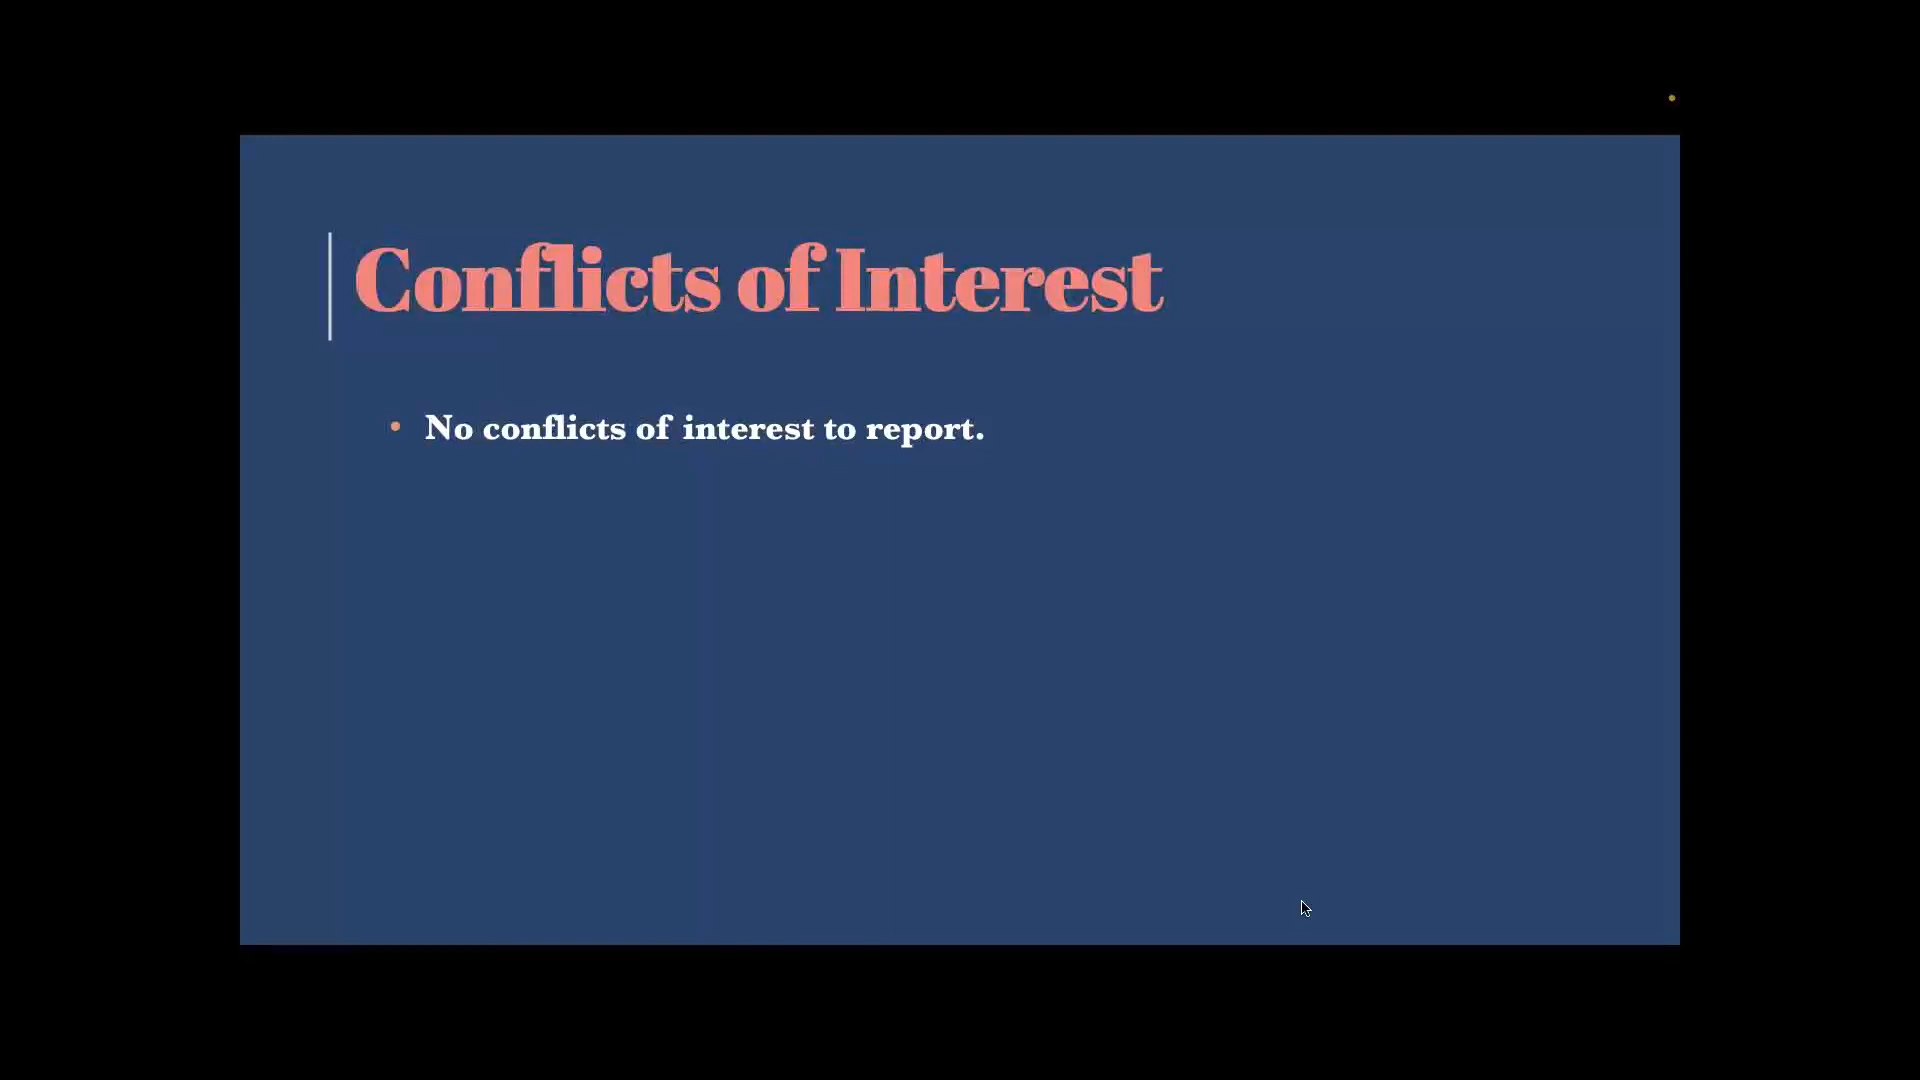 Conflicts of Interest
• No conflicts of interest to report.